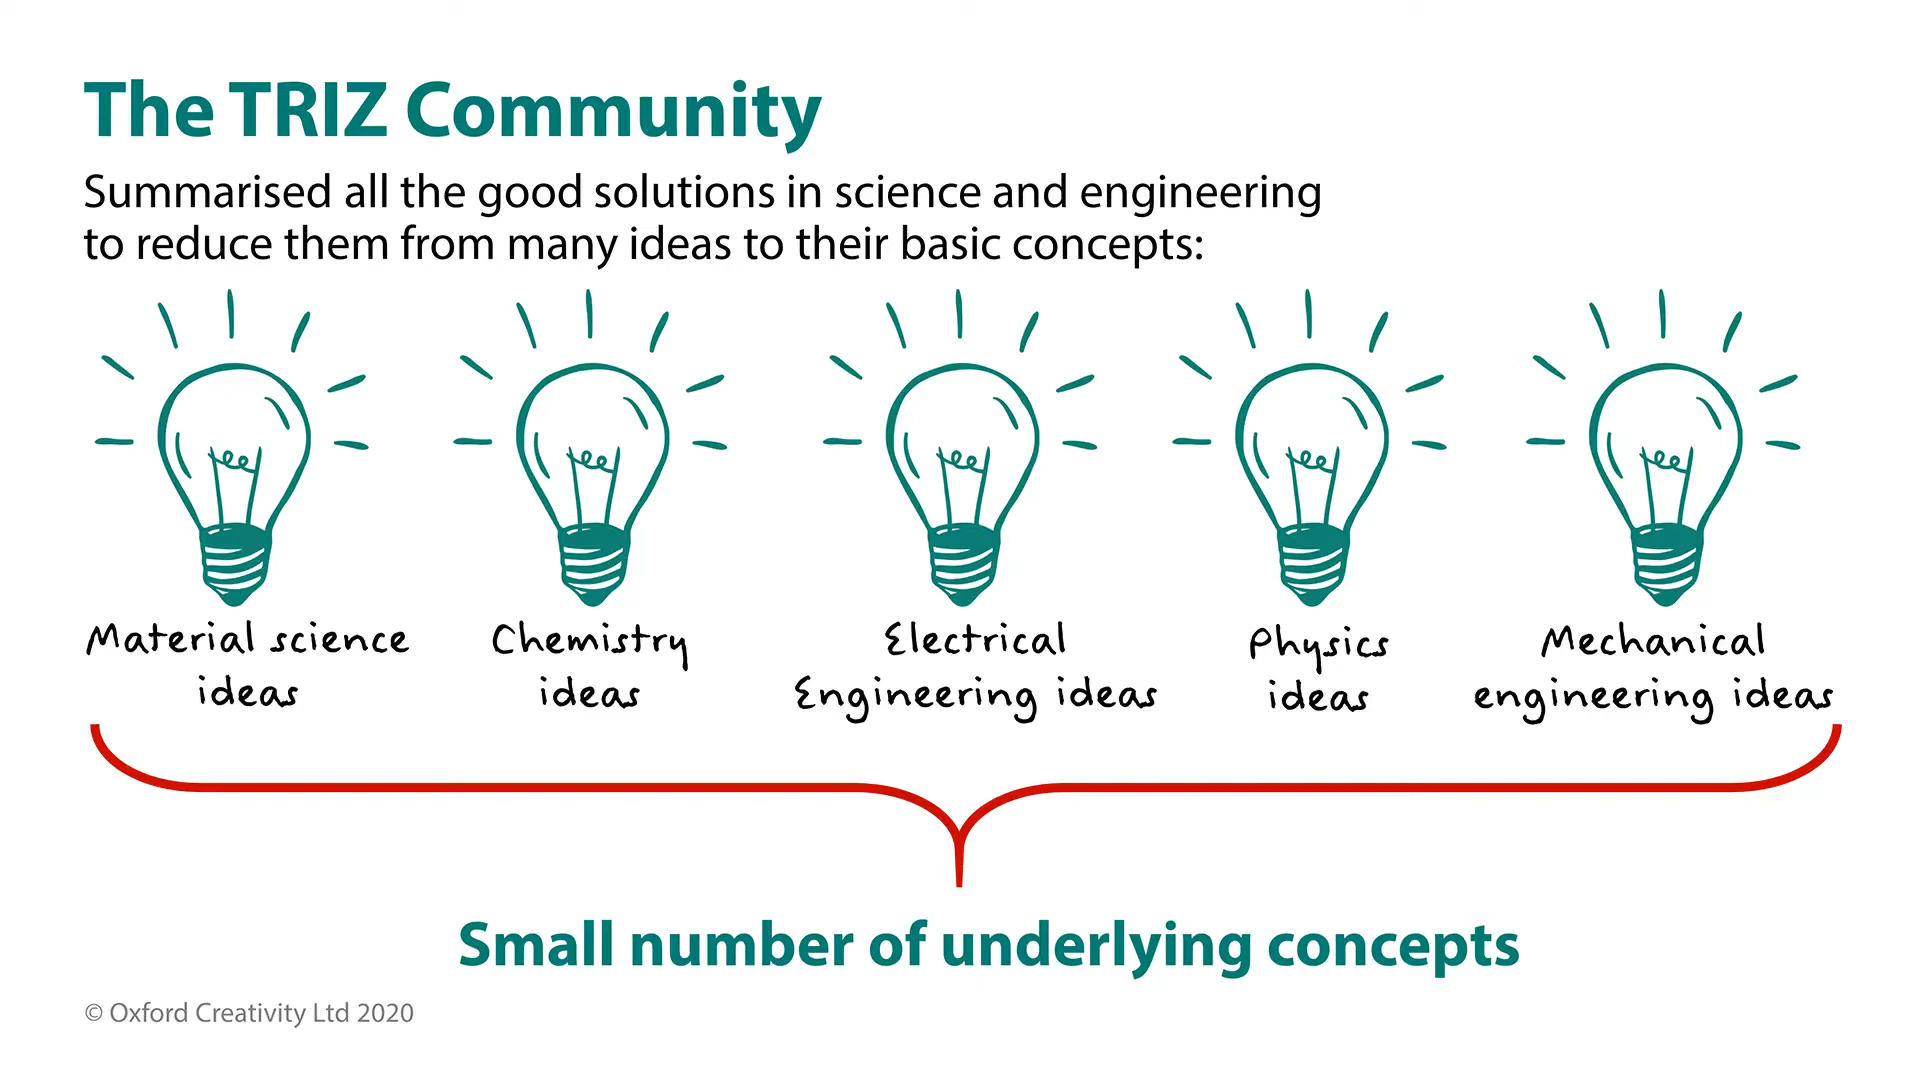 The TRIZ Community
Summarised all the good solutions in science and engineering
to reduce them from many ideas to their basic concepts:
Material science
ideas
Chemistry
ideas
Electrical
Engineering ideas
Physics
ideas
Mechanical
engineering ideas
Small number of underlying concepts
© Oxford Creativity Ltd 2020